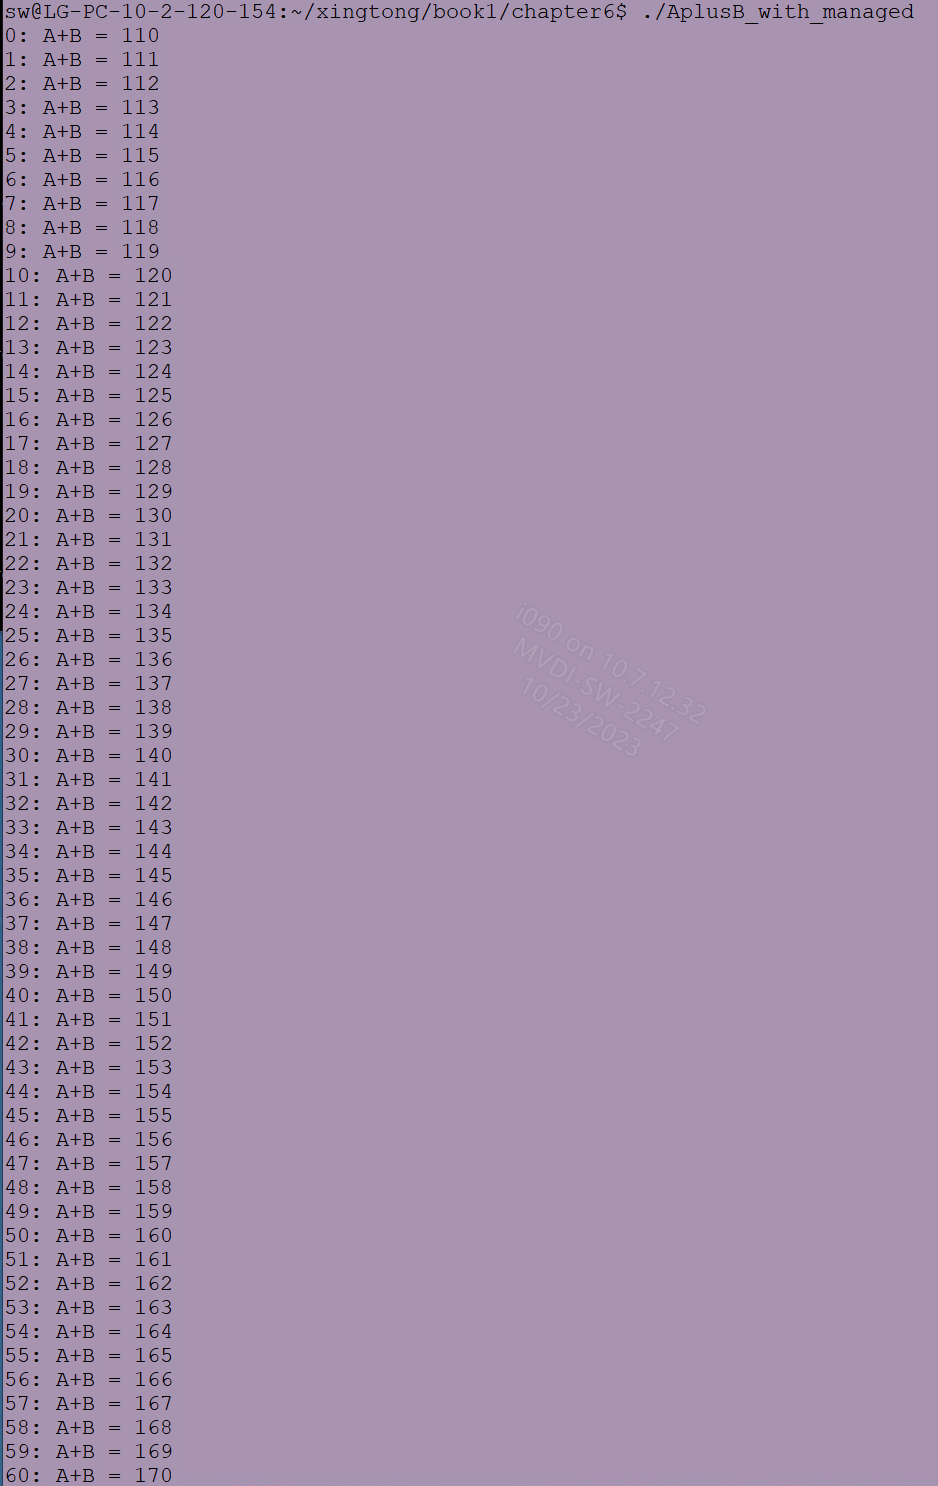 sw@LG-PC-10-2-120-154:~/xingtong/book1/chapter6$ ./AplusB_with_managed
0: A+B = 110
1: A+B = 111
2: A+B = 112
3: A+B = 113
4: A+B = 114
5: A+B = 115
6: A+B = 116
7: A+B = 117
8: A+B = 118
9: A+B = 119
10: A+B = 120
11: A+B = 121
12: A+B = 122
13: A+B = 123
14: A+B = 124
15: A+B = 125
16: A+B = 126
17: A+B = 127
18: A+B = 128
19: A+B = 129
20: A+B = 130
21: A+B = 131
22: A+B = 132
23: A+B = 133
24: A+B = 134
25: A+B = 135
26: A+B = 136
27: A+B = 137
28: A+B = 138
29: A+B = 139
30: A+B = 140
31: A+B = 141
32: A+B = 142
33: A+B = 143
34: A+B = 144
35: A+B = 145
36: A+B = 146
37: A+B = 147
38: A+B = 148
39: A+B = 149
40: A+B = 150
41: A+B = 151
42: A+B = 152
43: A+B = 153
44: A+B = 154
45: A+B = 155
46: A+B = 156
47: A+B = 157
48: A+B = 158
49: A+B = 159
50: A+B = 160
51: A+B = 161
52: A+B = 162
53: A+B = 163
54: A+B = 164
55: A+B = 165
56: A+B = 166
57: A+B = 167
58: A+B = 168
59: A+B = 169
60: A+B = 170
i090 on 10.7.12.32
MVDI-SW-2247
10/23/2023